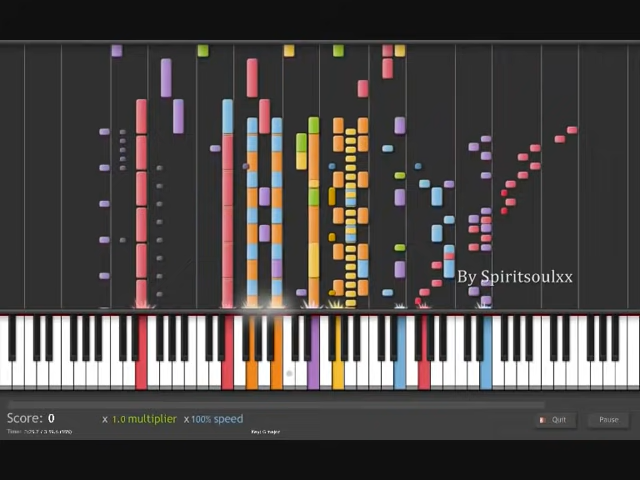 By Spiritsoulxx
Score: 0 x 1.0 multiplier x 100% speed
Quit
Pause